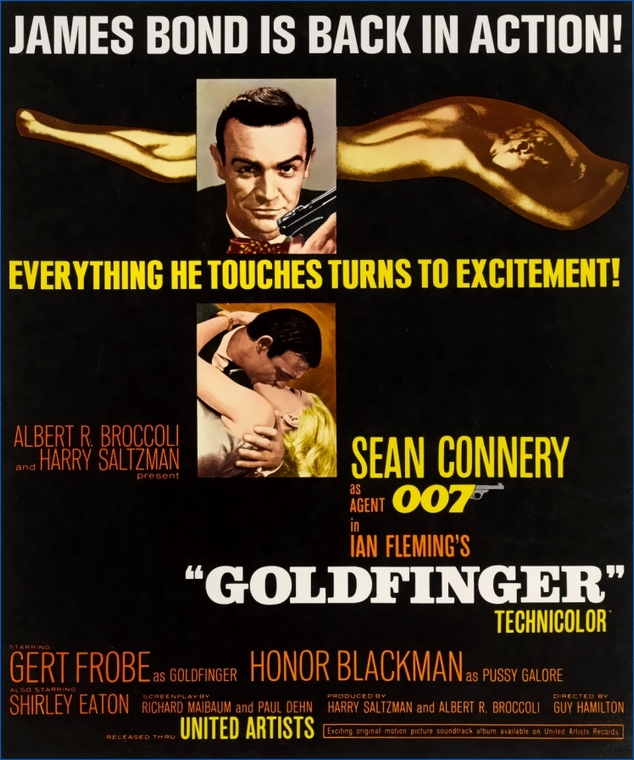 JAMES BOND IS BACK IN ACTION!
EVERYTHING HE TOUCHES TURNS TO EXCITEMENT!
ALBERT R. BROCCOLI
and HARRY SALTZMAN
present
SEAN CONNERY
as
AGENT 007
in
IAN FLEMING'S
“GOLDFINGER”
TECHNICOLOR
STARRING
GERT FROBE as GOLDFINGER HONOR BLACKMAN as PUSSY GALORE
ALSO STARRING
SHIRLEY EATON
SCREENPLAY BY
RICHARD MAIBAUM and PAUL DEHN
PRODUCED BY
HARRY SALTZMAN and ALBERT R. BROCCOLI
DIRECTED BY
GUY HAMILTON
RELEASED THRU UNITED ARTISTS
Exciting original motion picture soundtrack album available on United Artists Records